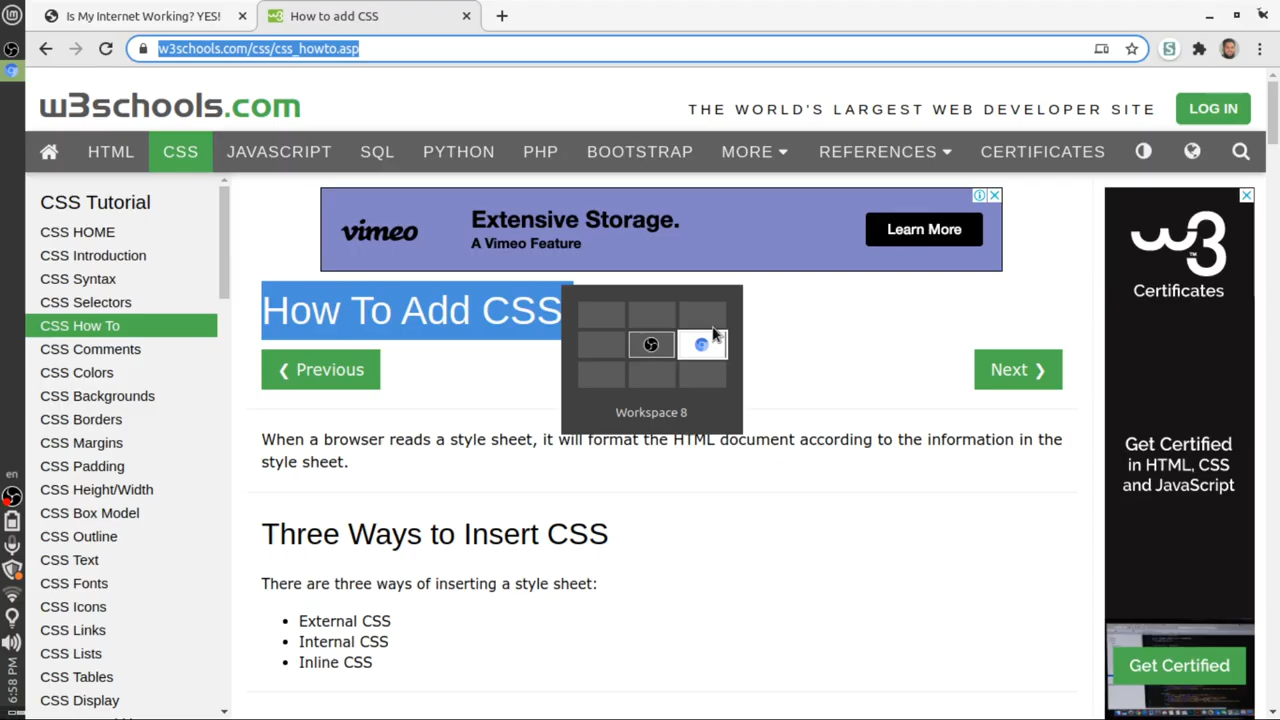 Is My Internet Working? YES!
How to add CSS
w3schools.com/css/css_howto.asp
w3schools.com
THE WORLD'S LARGEST WEB DEVELOPER SITE
LOG IN
HTML CSS JAVASCRIPT SQL PYTHON PHP BOOTSTRAP MORE REFERENCES CERTIFICATES
CSS Tutorial
CSS HOME
CSS Introduction
CSS Syntax
CSS Selectors
CSS How To
CSS Comments
CSS Colors
CSS Backgrounds
CSS Borders
CSS Margins
CSS Padding
CSS Height/Width
CSS Box Model
CSS Outline
CSS Text
CSS Fonts
CSS Icons
CSS Links
CSS Lists
CSS Tables
CSS Display
vimeo
Extensive Storage.
A Vimeo Feature
Learn More
How To Add CSS
Workspace 8
❮ Previous
Next ❯
When a browser reads a style sheet, it will format the HTML document according to the information in the
style sheet.
Three Ways to Insert CSS
There are three ways of inserting a style sheet:
• External CSS
• Internal CSS
• Inline CSS
w3
Certificates
Get Certified
in HTML, CSS
and JavaScript
Get Certified
en
6:58 PM